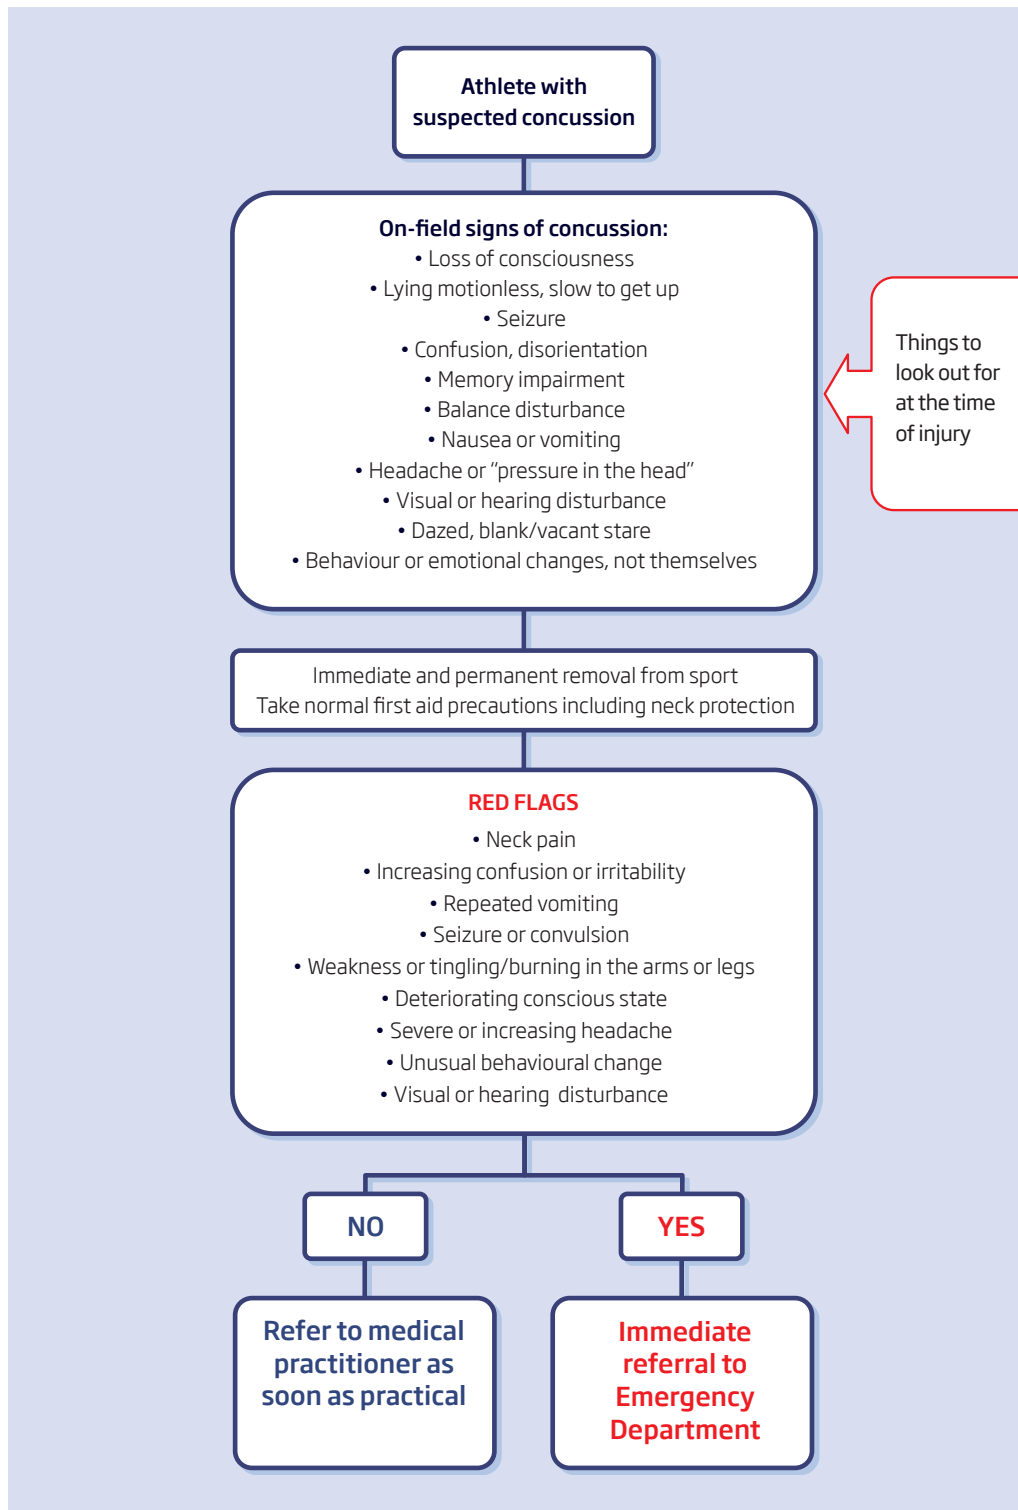 Athlete with
suspected concussion
On-field signs of concussion:
• Loss of consciousness
• Lying motionless, slow to get up
• Seizure
• Confusion, disorientation
• Memory impairment
• Balance disturbance
• Nausea or vomiting
• Headache or “pressure in the head”
• Visual or hearing disturbance
• Dazed, blank/vacant stare
• Behaviour or emotional changes, not themselves
Things to
look out for
at the time
of injury
Immediate and permanent removal from sport
Take normal first aid precautions including neck protection
RED FLAGS
• Neck pain
• Increasing confusion or irritability
• Repeated vomiting
• Seizure or convulsion
• Weakness or tingling/burning in the arms or legs
• Deteriorating conscious state
• Severe or increasing headache
• Unusual behavioural change
• Visual or hearing disturbance
NO
YES
Refer to medical
practitioner as
soon as practical
Immediate
referral to
Emergency
Department